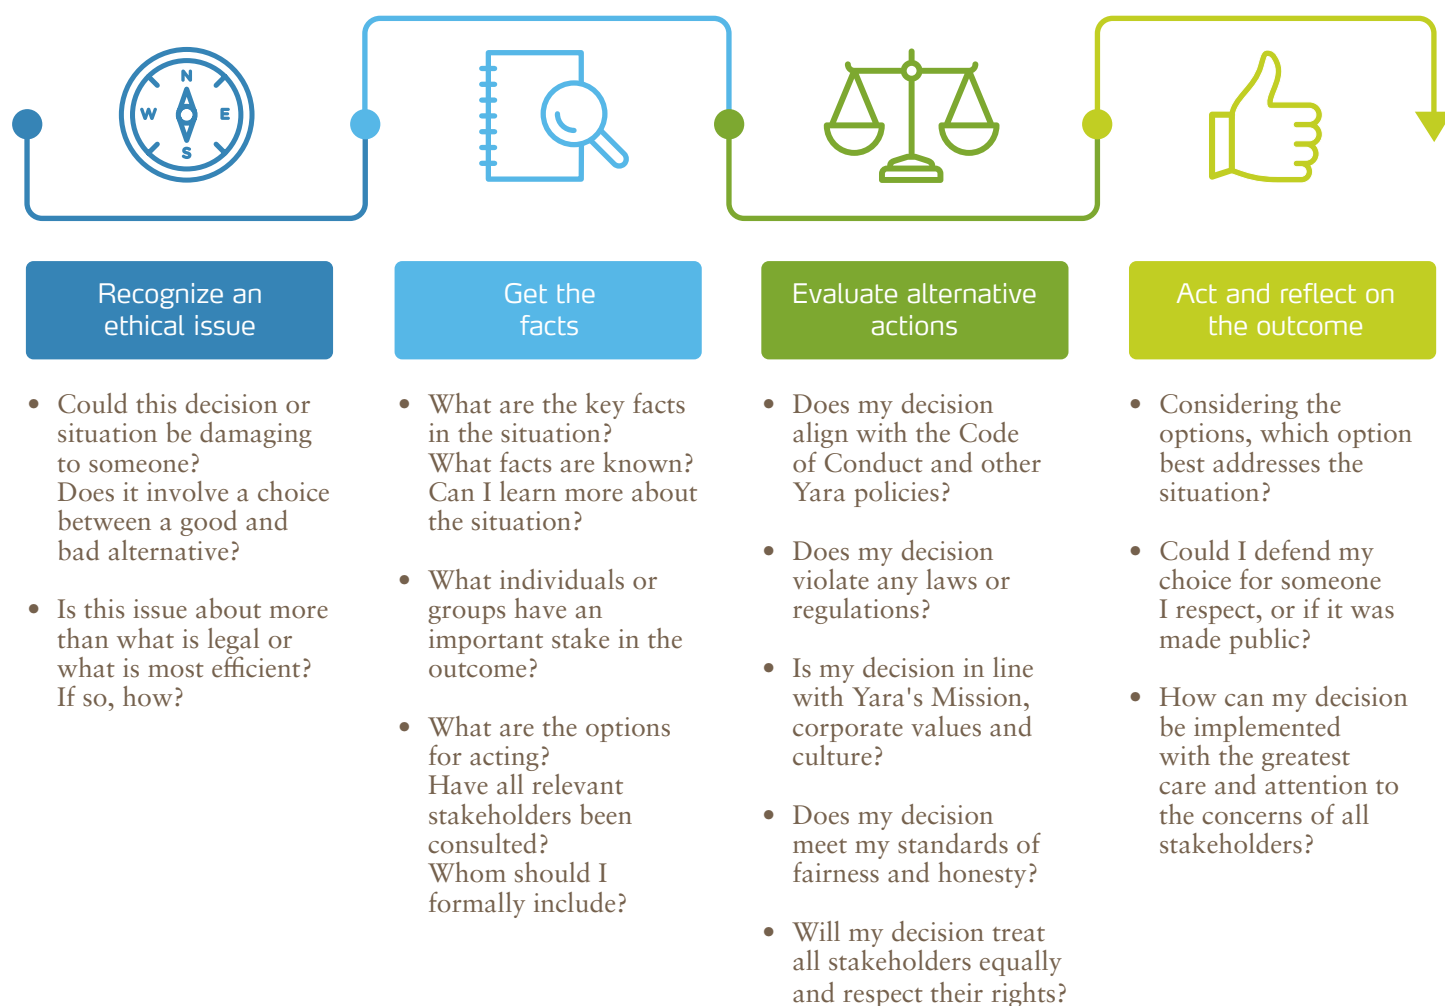 N
W
E
S
Recognize an
ethical issue
• Could this decision or
situation be damaging
to someone?
Does it involve a choice
between a good and
bad alternative?
• Is this issue about more
than what is legal or
what is most efficient?
If so, how?
Get the
facts
• What are the key facts
in the situation?
What facts are known?
Can I learn more about
the situation?
• What individuals or
groups have an
important stake in the
outcome?
• What are the options
for acting?
Have all relevant
stakeholders been
consulted?
Whom should I
formally include?
Evaluate alternative
actions
• Does my decision
align with the Code
of Conduct and other
Yara policies?
• Does my decision
violate any laws or
regulations?
• Is my decision in line
with Yara's Mission,
corporate values and
culture?
• Does my decision
meet my standards of
fairness and honesty?
• Will my decision treat
all stakeholders equally
and respect their rights?
Act and reflect on
the outcome
• Considering the
options, which option
best addresses the
situation?
• Could I defend my
choice for someone
I respect, or if it was
made public?
• How can my decision
be implemented
with the greatest
care and attention to
the concerns of all
stakeholders?